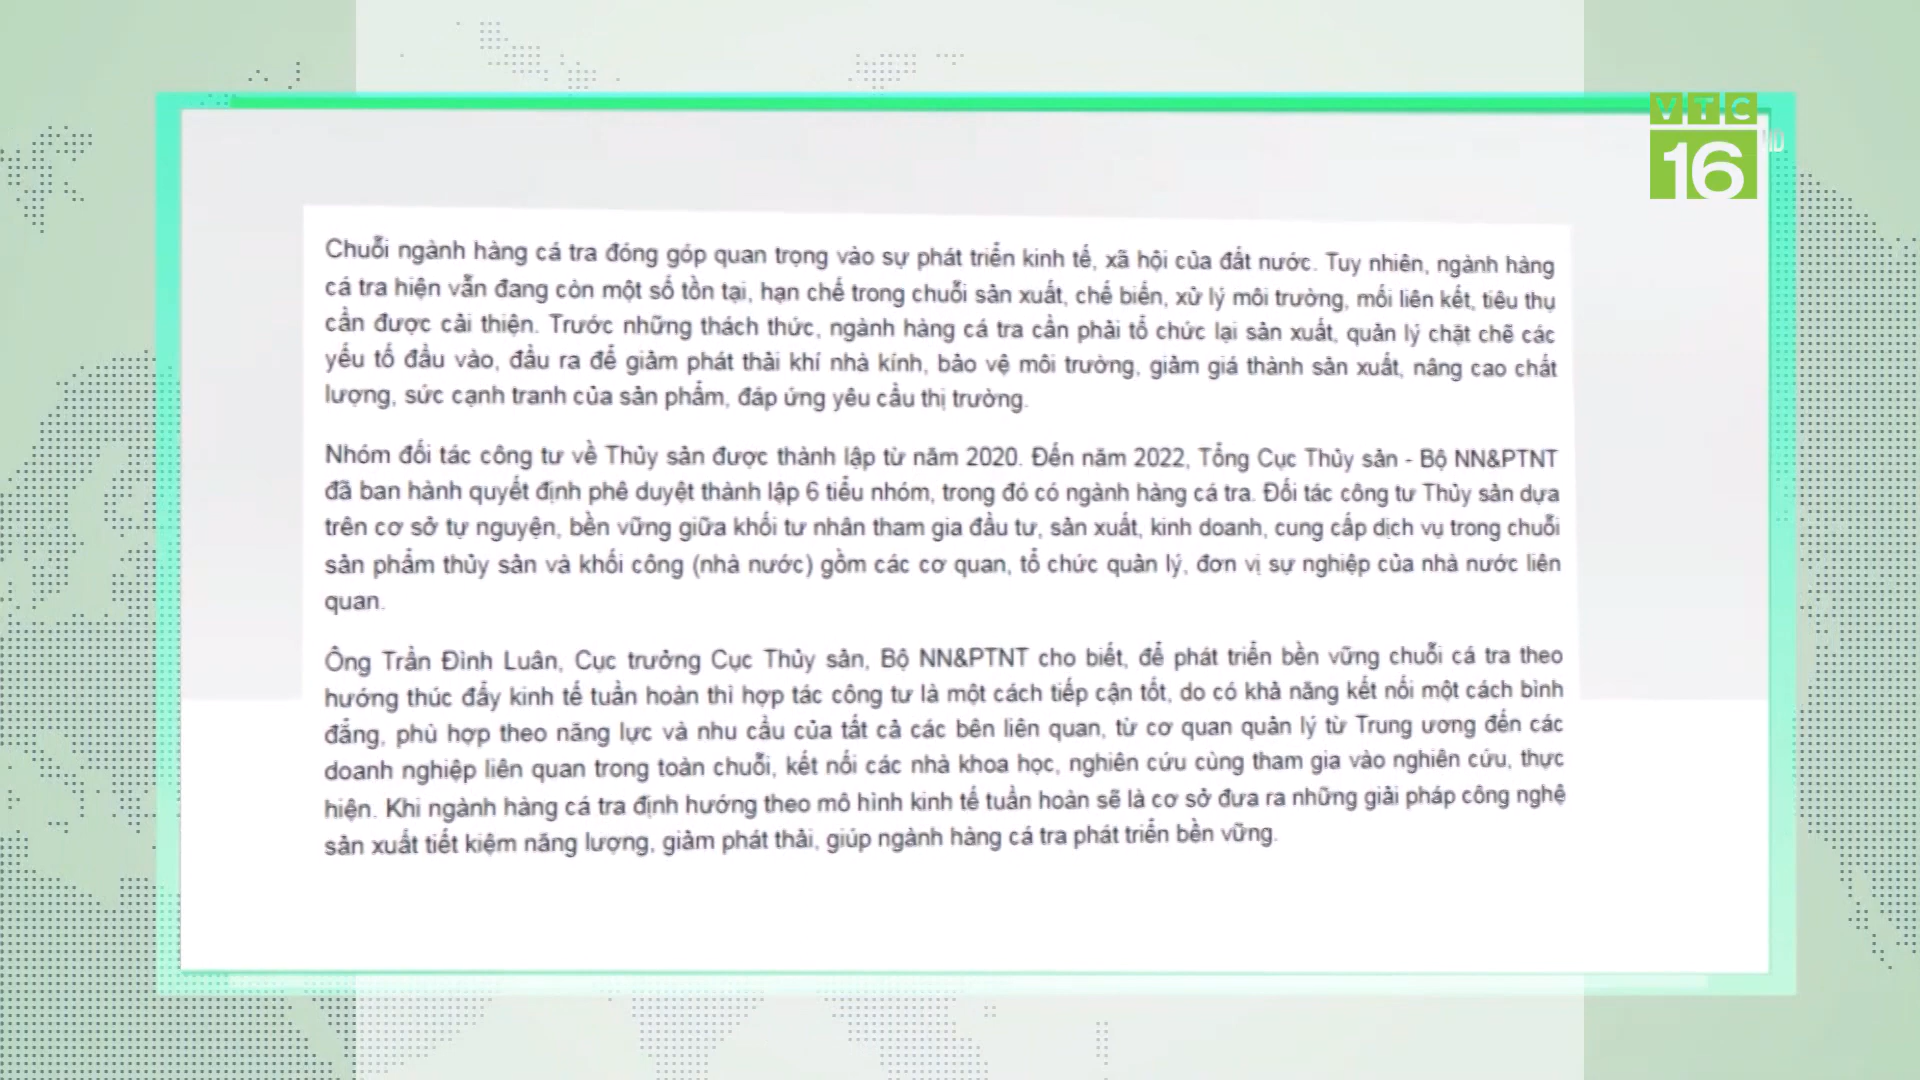 VTC
16
HD
Chuỗi ngành hàng cá tra đóng góp quan trọng vào sự phát triển kinh tế, xã hội của đất nước. Tuy nhiên, ngành hàng
cá tra hiện vẫn đang còn một số tồn tại, hạn chế trong chuỗi sản xuất, chế biến, xử lý môi trường, mối liên kết, tiêu thụ
cần được cải thiện. Trước những thách thức, ngành hàng cá tra cần phải tổ chức lại sản xuất, quản lý chặt chẽ các
yếu tố đầu vào, đầu ra để giảm phát thải khí nhà kính, bảo vệ môi trường, giảm giá thành sản xuất, nâng cao chất
lượng, sức cạnh tranh của sản phẩm, đáp ứng yêu cầu thị trường.
Nhóm đối tác công tư về Thủy sản được thành lập từ năm 2020. Đến năm 2022, Tổng Cục Thủy sản - Bộ NN&PTNT
đã ban hành quyết định phê duyệt thành lập 6 tiểu nhóm, trong đó có ngành hàng cá tra. Đối tác công tư Thủy sản dựa
trên cơ sở tự nguyện, bền vững giữa khối tư nhân tham gia đầu tư, sản xuất, kinh doanh, cung cấp dịch vụ trong chuỗi
sản phẩm thủy sản và khối công (nhà nước) gồm các cơ quan, tổ chức quản lý, đơn vị sự nghiệp của nhà nước liên
quan.
Ông Trần Đình Luân, Cục trưởng Cục Thủy sản, Bộ NN&PTNT cho biết, để phát triển bền vững chuỗi cá tra theo
hướng thúc đẩy kinh tế tuần hoàn thì hợp tác công tư là một cách tiếp cận tốt, do có khả năng kết nối một cách bình
đẳng, phù hợp theo năng lực và nhu cầu của tất cả các bên liên quan, từ cơ quan quản lý từ Trung ương đến các
doanh nghiệp liên quan trong toàn chuỗi, kết nối các nhà khoa học, nghiên cứu cùng tham gia vào nghiên cứu, thực
hiện. Khi ngành hàng cá tra định hướng theo mô hình kinh tế tuần hoàn sẽ là cơ sở đưa ra những giải pháp công nghệ
sản xuất tiết kiệm năng lượng, giảm phát thải, giúp ngành hàng cá tra phát triển bền vững.